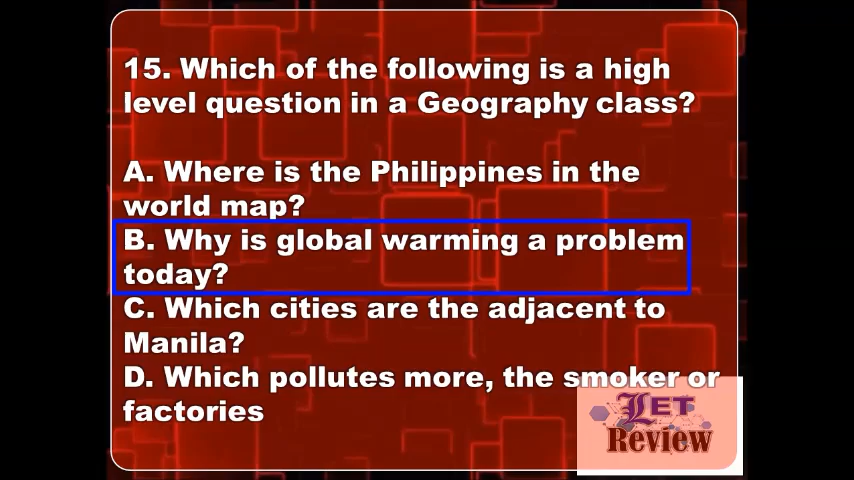 15. Which of the following is a high
level question in a Geography class?
A. Where is the Philippines in the
world map?
B. Why is global warming a problem
today?
C. Which cities are the adjacent to
Manila?
D. Which pollutes more, the smoker or
factories
LET
Review